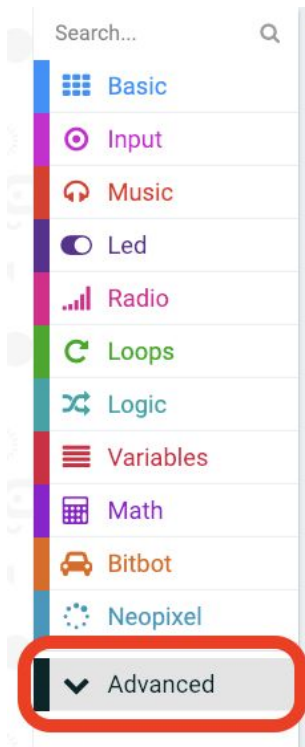 Search...
Basic
Input
Music
Led
Radio
Loops
Logic
Variables
Math
Bitbot
Neopixel
Advanced